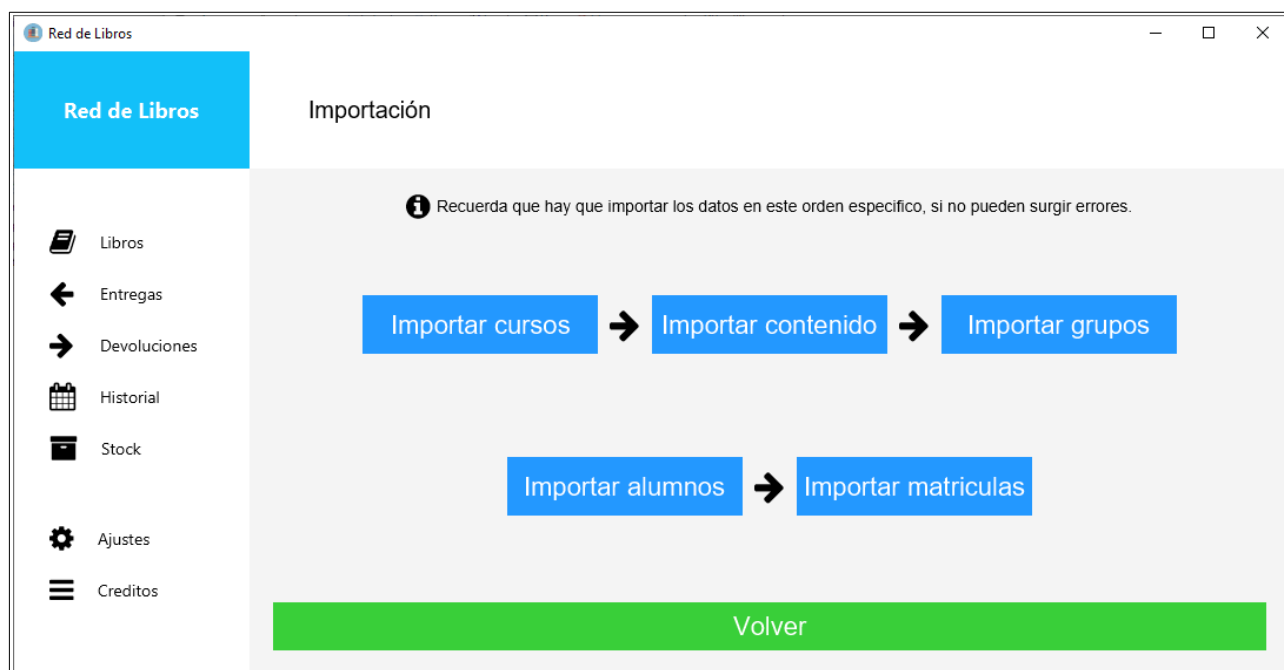 Red de Libros
Red de Libros
Importación
Recuerda que hay que importar los datos en este orden especifico, si no pueden surgir errores.
Libros
Entregas
Devoluciones
Historial
Stock
Ajustes
Creditos
Importar cursos
Importar contenido
Importar grupos
Importar alumnos
Importar matriculas
Volver